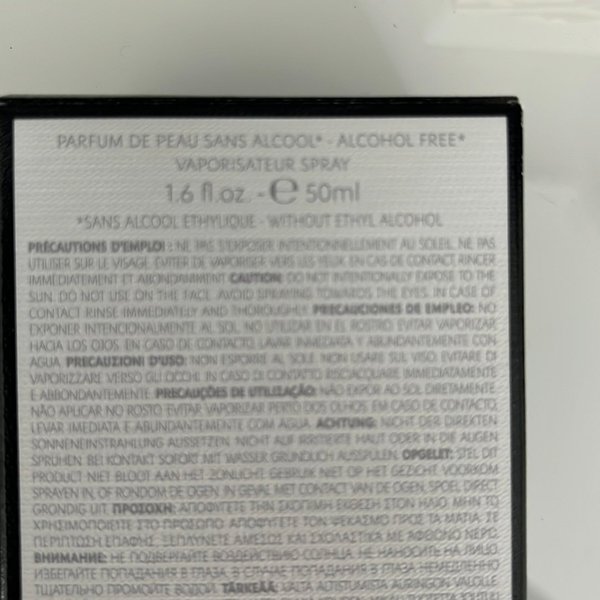 PARFUM DE PEAU SANS ALCOOL* - ALCOHOL FREE*
VAPORISATEUR SPRAY
1.6 fl.oz. - ℮ 50ml
*SANS ALCOOL ETHYLIQUE - WITHOUT ETHYL ALCOHOL
PRÉCAUTIONS D'EMPLOI : NE PAS S'EXPOSER INTENTIONNELLEMENT AU SOLEIL. NE PAS
UTILISER SUR LE VISAGE. EVITER DE VAPORISER VERS LES YEUX. EN CAS DE CONTACT RINCER
IMMEDIATEMENT ET ABONDAMMENT. CAUTION: DO NOT INTENTIONALLY EXPOSE TO THE
SUN. DO NOT USE ON THE FACE. AVOID SPRAYING TOWARDS THE EYES. IN CASE OF
CONTACT RINSE IMMEDIATELY AND THOROUGHLY. PRECAUCIONES DE EMPLEO: NO
EXPONER INTENCIONALMENTE AL SOL. NO UTILIZAR EN EL ROSTRO. EVITAR VAPORIZAR
HACIA LOS OJOS. EN CASO DE CONTACTO, LAVAR INMEDIATA Y ABUNDANTEMENTE CON
AGUA. PRECAUZIONI D'USO: NON ESPORRE AL SOLE. NON USARE SUL VISO. EVITARE DI
VAPORIZZARE VERSO GLI OCCHI. IN CASO DI CONTATTO RISCIACQUARE IMMEDIATAMENTE
E ABBONDANTEMENTE. PRECAUÇÕES DE UTILIZAÇÃO: NÃO EXPOR AO SOL DIRETAMENTE.
NÃO APLICAR NO ROSTO. EVITAR VAPORIZAR PERTO DOS OLHOS. EM CASO DE CONTACTO,
LAVAR IMEDIATA E ABUNDANTEMENTE COM AGUA. ACHTUNG: NICHT DER DIREKTEN
SONNENEINSTRAHLUNG AUSSETZEN. NICHT AUF IRRITIERTE HAUT ODER IN DIE AUGEN
SPRÜHEN. BEI KONTAKT SOFORT MIT WASSER GRÜNDLICH AUSSPÜLEN. OPGELET: STEL DIT
PRODUCT NIET BLOOT AAN HET ZONLICHT. GEBRUIK NIET OP HET GEZICHT. VOORKOM
SPRAYEN IN, OF RONDOM DE OGEN. IN GEVAL MET CONTACT VAN DE OGEN, SPOEL DIRECT
GRONDIG UIT. ΠΡΟΣΟΧΗ: ΑΠΟΦΥΓΕΤΕ ΤΗΝ ΣΚΟΠΙΜΗ ΕΚΘΕΣΗ ΣΤΟΝ ΗΛΙΟ. ΜΗΝ ΤΟ
ΧΡΗΣΙΜΟΠΟΙΕΙΤΕ ΣΤΟ ΠΡΟΣΩΠΟ. ΑΠΟΦΥΓΕΤΕ ΤΟΝ ΨΕΚΑΣΜΟ ΠΡΟΣ ΤΑ ΜΑΤΙΑ. ΣΕ
ΠΕΡΙΠΤΩΣΗ ΕΠΑΦΗΣ, ΞΕΠΛΥΝΕΤΕ ΑΜΕΣΩΣ ΚΑΙ ΣΧΟΛΑΣΤΙΚΑ ΜΕ ΑΦΘΟΝΟ ΝΕΡΟ.
ВНИМАНИЕ: НЕ ПОДВЕРГАЙТЕ ВОЗДЕЙСТВИЮ СОЛНЦА. НЕ НАНОСИТЬ НА ЛИЦО.
ИЗБЕГАЙТЕ ПОПАДАНИЯ В ГЛАЗА. В СЛУЧАЕ ПОПАДАНИЯ В ГЛАЗА НЕМЕДЛЕННО
ТЩАТЕЛЬНО ПРОМОЙТЕ ВОДОЙ. TÄRKEÄÄ: VÄLTÄ ALTISTUMISTA AURINGON VALOLLE.